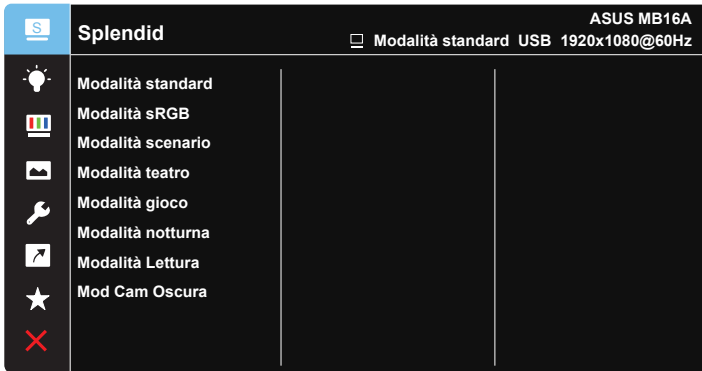 S
Splendid
ASUS MB16A
Modalità standard USB 1920x1080@60Hz
Modalità standard
Modalità sRGB
Modalità scenario
Modalità teatro
Modalità gioco
Modalità notturna
Modalità Lettura
Mod Cam Oscura